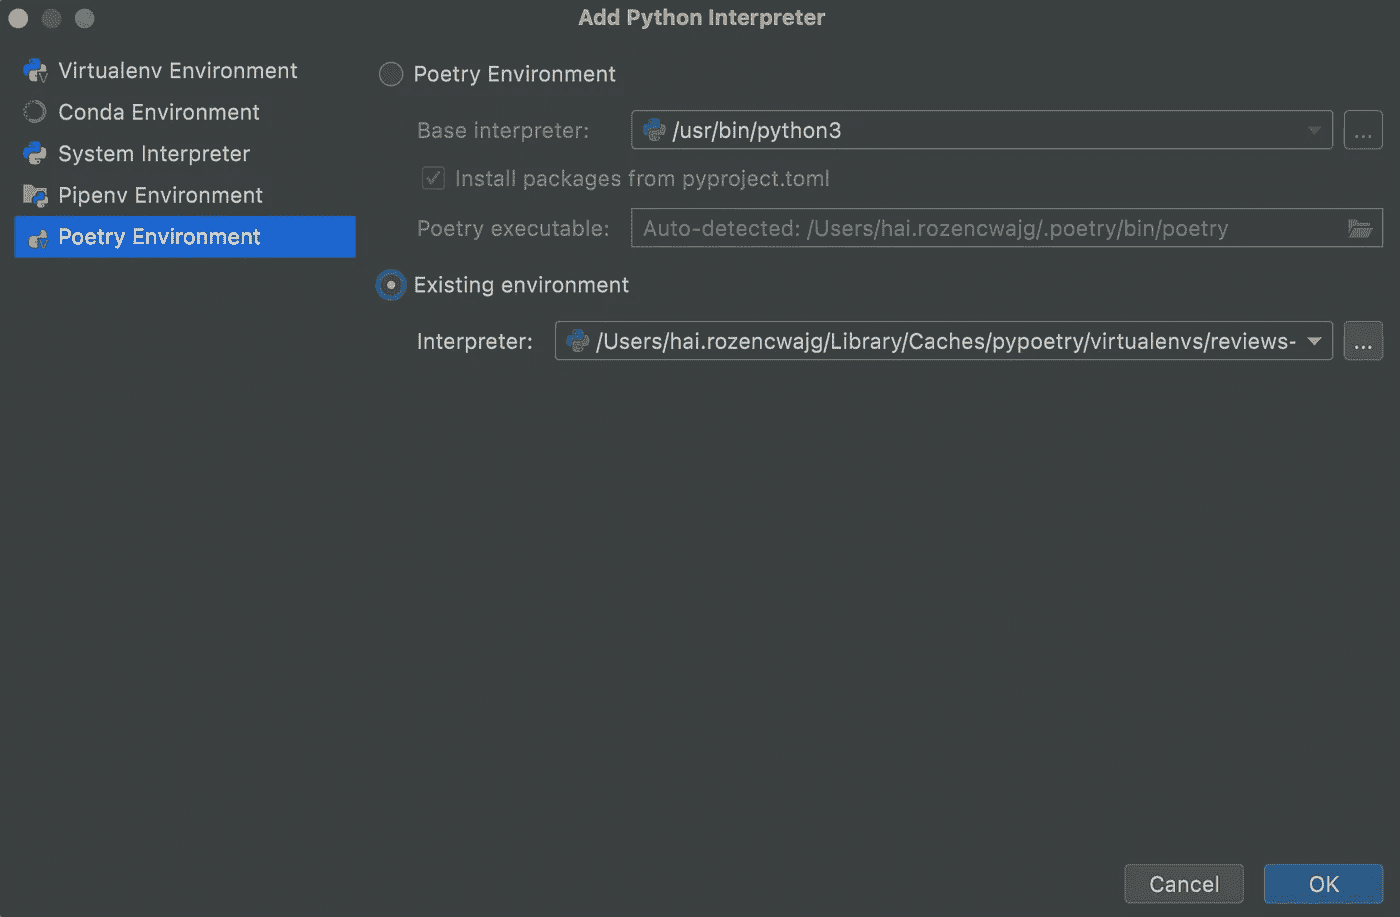 Add Python Interpreter
Virtualenv Environment
Conda Environment
System Interpreter
Pipenv Environment
Poetry Environment
Poetry Environment
Base interpreter: /usr/bin/python3 ...
Install packages from pyproject.toml
Poetry executable: Auto-detected: /Users/hai.rozencwajg/.poetry/bin/poetry
Existing environment
Interpreter: /Users/hai.rozencwajg/Library/Caches/pypoetry/virtualenvs/reviews- ...
Cancel OK